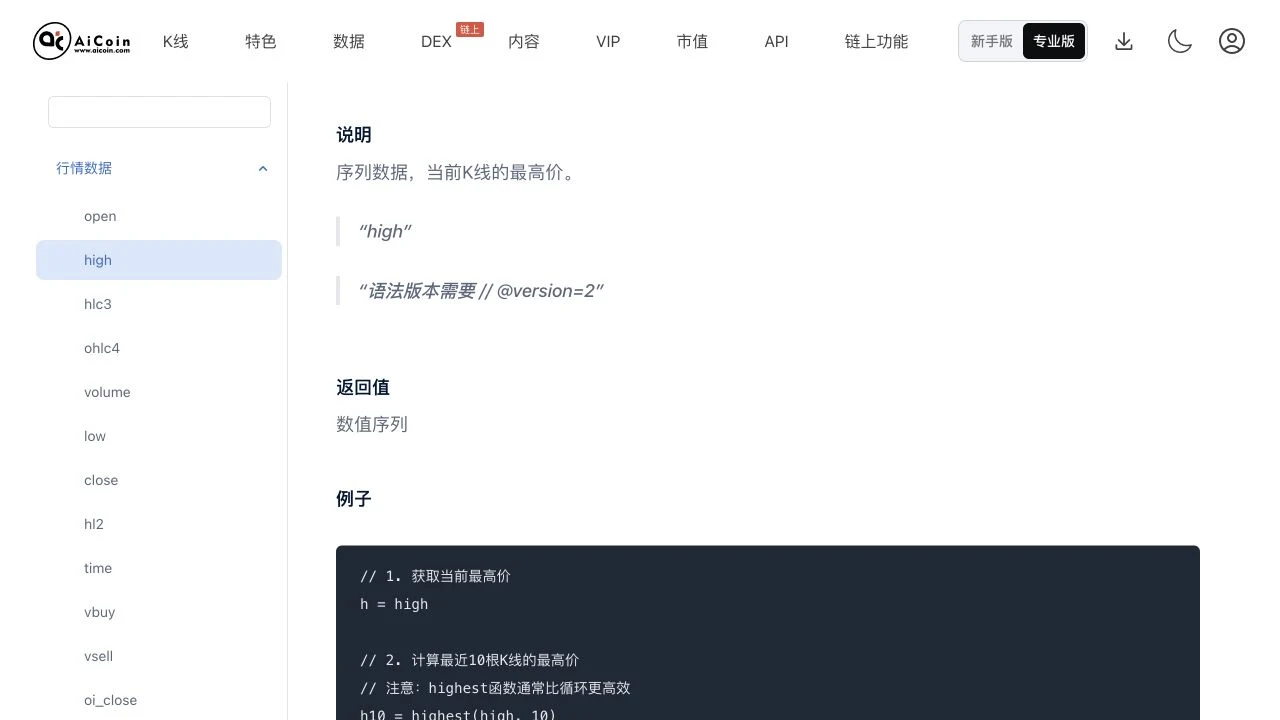 AiCoin
www.aicoin.com
K线
特色
数据
DEX
链上
内容
VIP
市值
API
链上功能
新手版
专业版
行情数据
open
high
hlc3
ohlc4
volume
low
close
hl2
time
vbuy
vsell
oi_close
说明
序列数据，当前K线的最高价。
“high”
“语法版本需要 // @version=2”
返回值
数值序列
例子
// 1. 获取当前最高价
h = high
// 2. 计算最近10根K线的最高价
// 注意：highest函数通常比循环更高效
h10 = highest(high, 10)